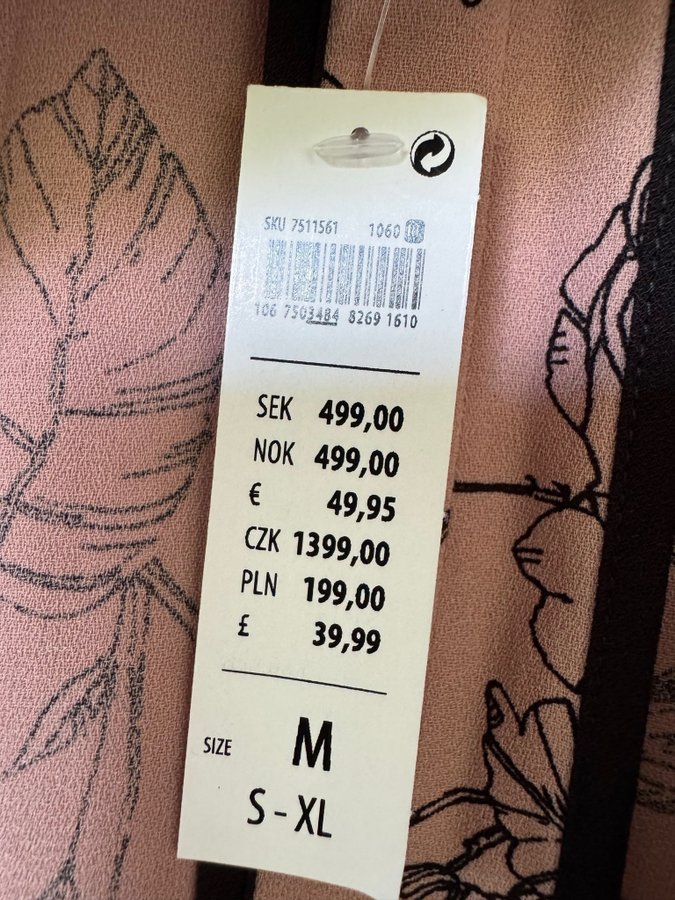 SKU 7511561 1060
106 7503484 8269 1610
SEK 499,00
NOK 499,00
€ 49,95
CZK 1399,00
PLN 199,00
£ 39,99
SIZE M
S - XL